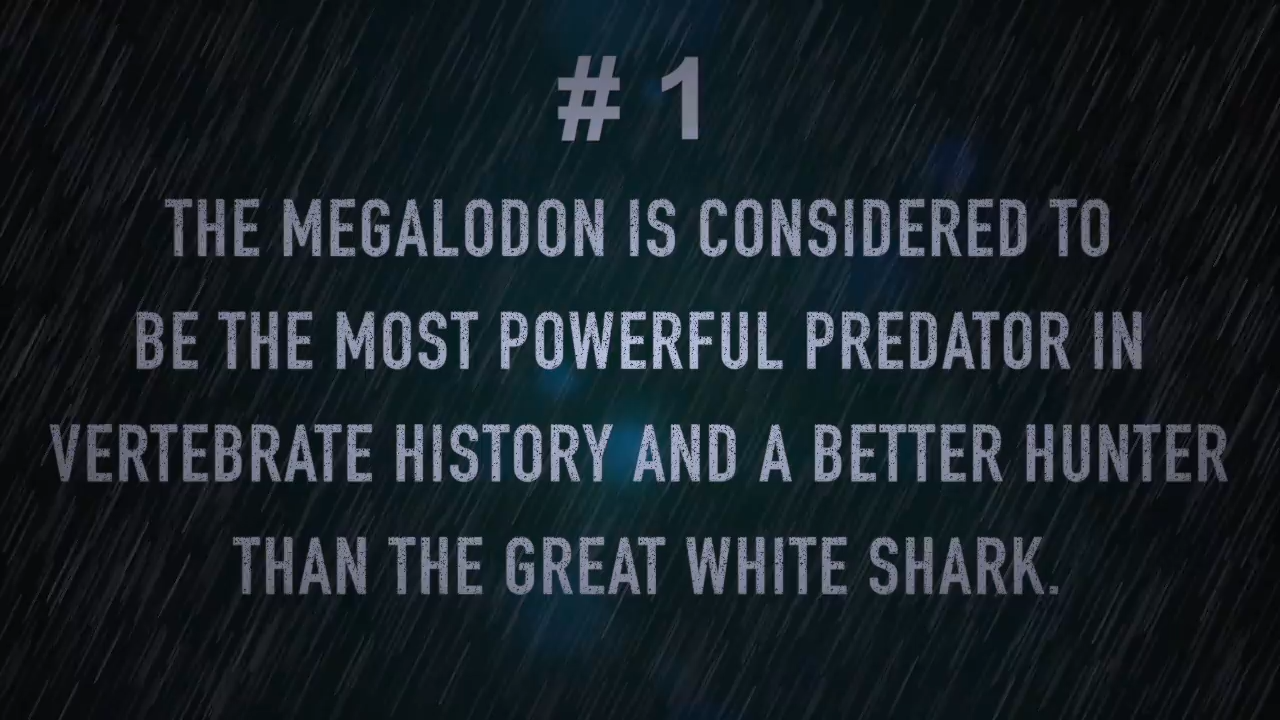 # 1
THE MEGALODON IS CONSIDERED TO
BE THE MOST POWERFUL PREDATOR IN
VERTEBRATE HISTORY AND A BETTER HUNTER
THAN THE GREAT WHITE SHARK.